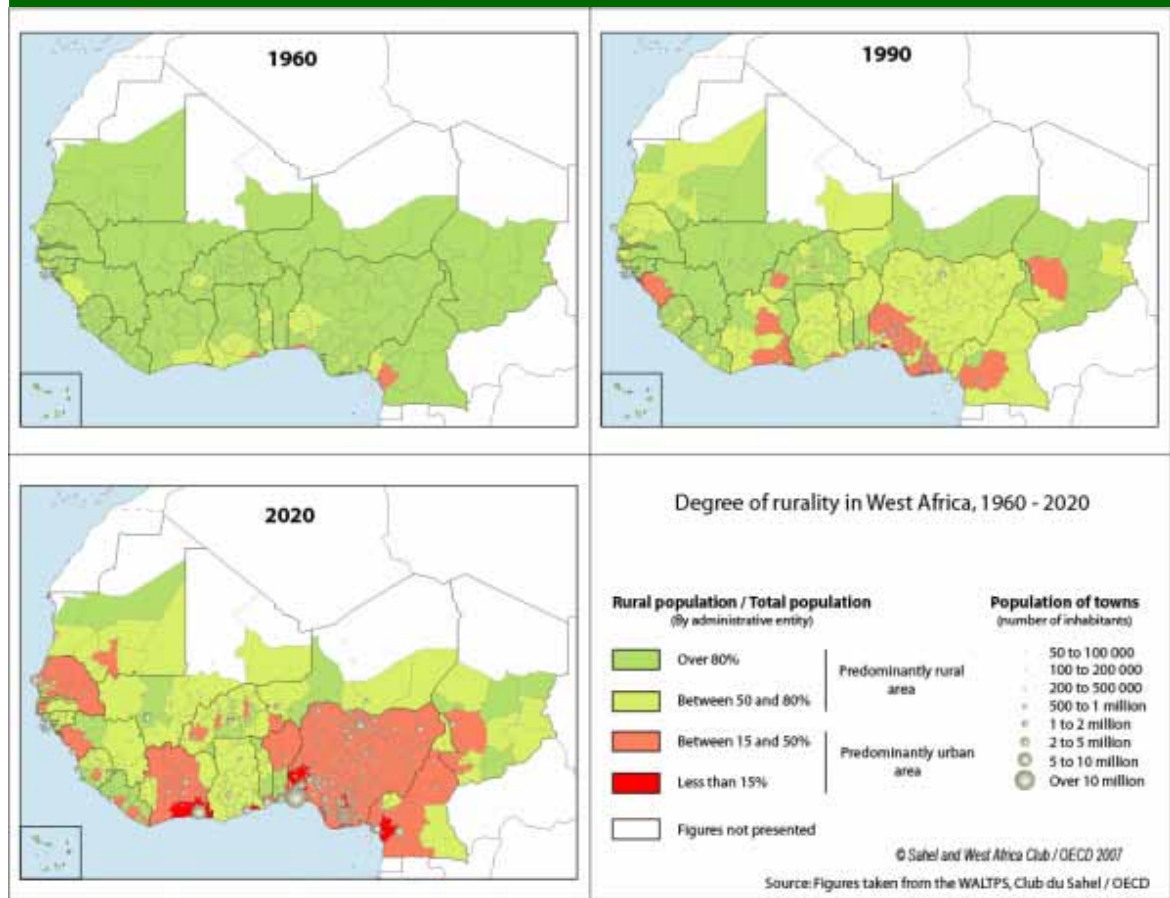 1960
1990
2020
Degree of rurality in West Africa, 1960 - 2020
Rural population / Total population
(By administrative entity)
Over 80%
Between 50 and 80%
Predominantly rural
area
Between 15 and 50%
Less than 15%
Predominantly urban
area
Figures not presented
Population of towns
(number of inhabitants)
50 to 100 000
100 to 200 000
200 to 500 000
500 to 1 million
1 to 2 million
2 to 5 million
5 to 10 million
Over 10 million
© Sahel and West Africa Club / OECD 2007
Source: Figures taken from the WALTPS, Club du Sahel / OECD